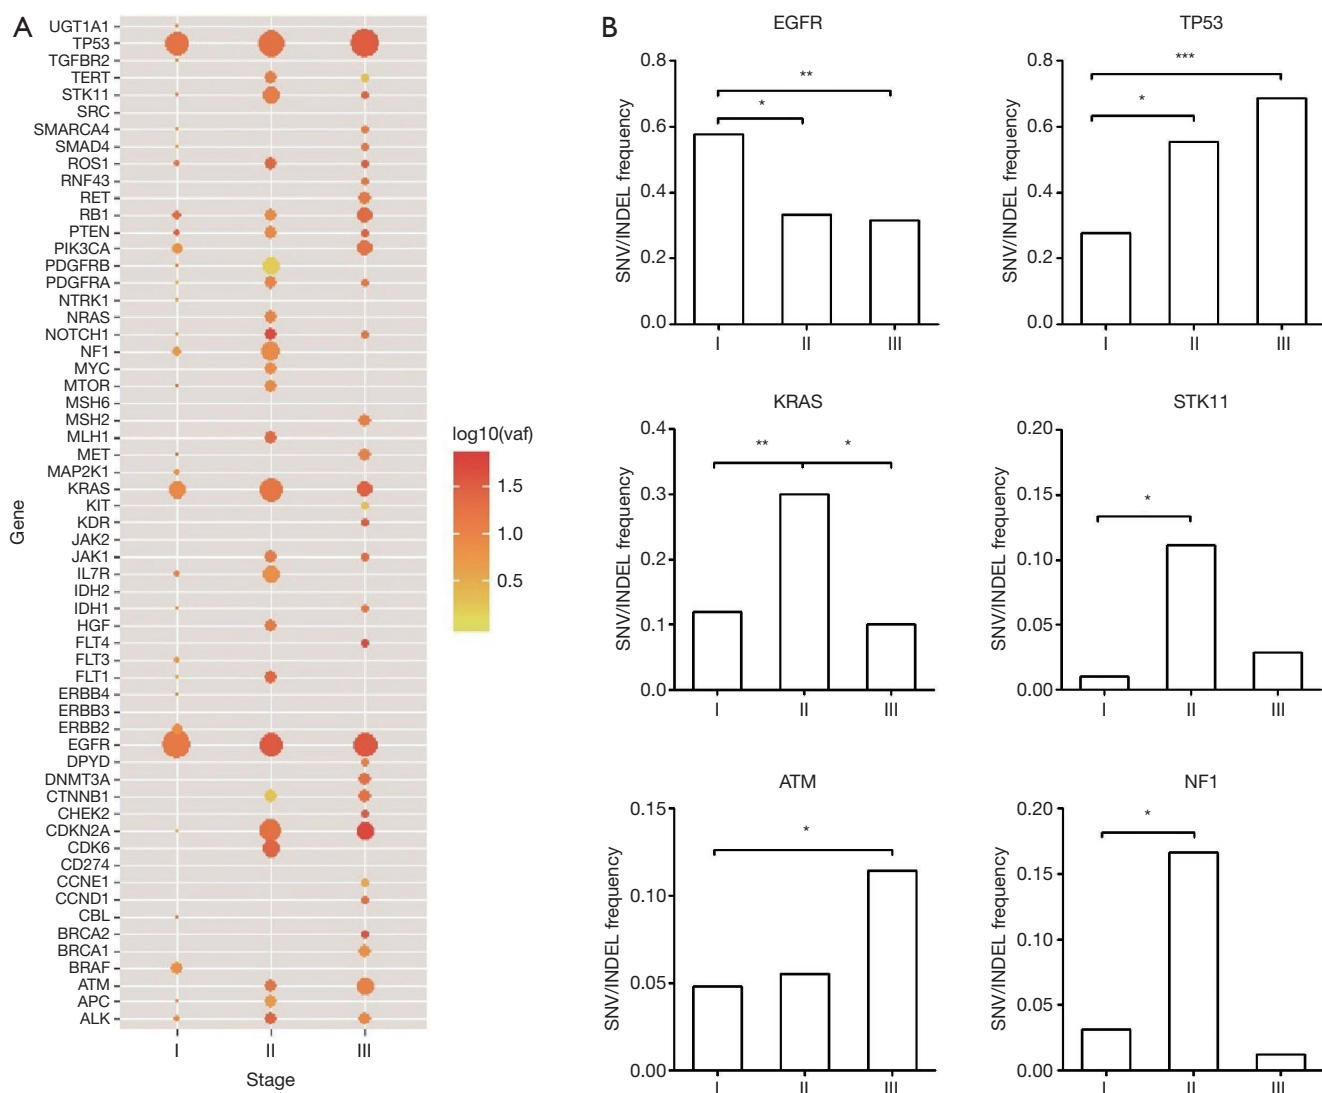 A
Gene
UGT1A1
TP53
TGFBR2
TERT
STK11
SRC
SMARCA4
SMAD4
ROS1
RNF43
RET
RB1
PTEN
PIK3CA
PDGFRB
PDGFRA
NTRK1
NRAS
NOTCH1
NF1
MYC
MTOR
MSH6
MSH2
MLH1
MET
MAP2K1
KRAS
KIT
KDR
JAK2
JAK1
IL7R
IDH2
IDH1
HGF
FLT4
FLT3
FLT1
ERBB4
ERBB3
ERBB2
EGFR
DPYD
DNMT3A
CTNNB1
CHEK2
CDKN2A
CDK6
CD274
CCNE1
CCND1
CBL
BRCA2
BRCA1
BRAF
ATM
APC
ALK
I II III
Stage
log10(vaf)
1.5
1.0
0.5
B
EGFR
SNV/INDEL frequency
0.8
0.6
0.4
0.2
0.0
**
*
I II III
TP53
SNV/INDEL frequency
0.8
0.6
0.4
0.2
0.0
***
*
I II III
KRAS
SNV/INDEL frequency
0.4
0.3
0.2
0.1
0.0
** *
I II III
STK11
SNV/INDEL frequency
0.20
0.15
0.10
0.05
0.00
*
I II III
ATM
SNV/INDEL frequency
0.15
0.10
0.05
0.00
*
I II III
NF1
SNV/INDEL frequency
0.20
0.15
0.10
0.05
0.00
*
I II III